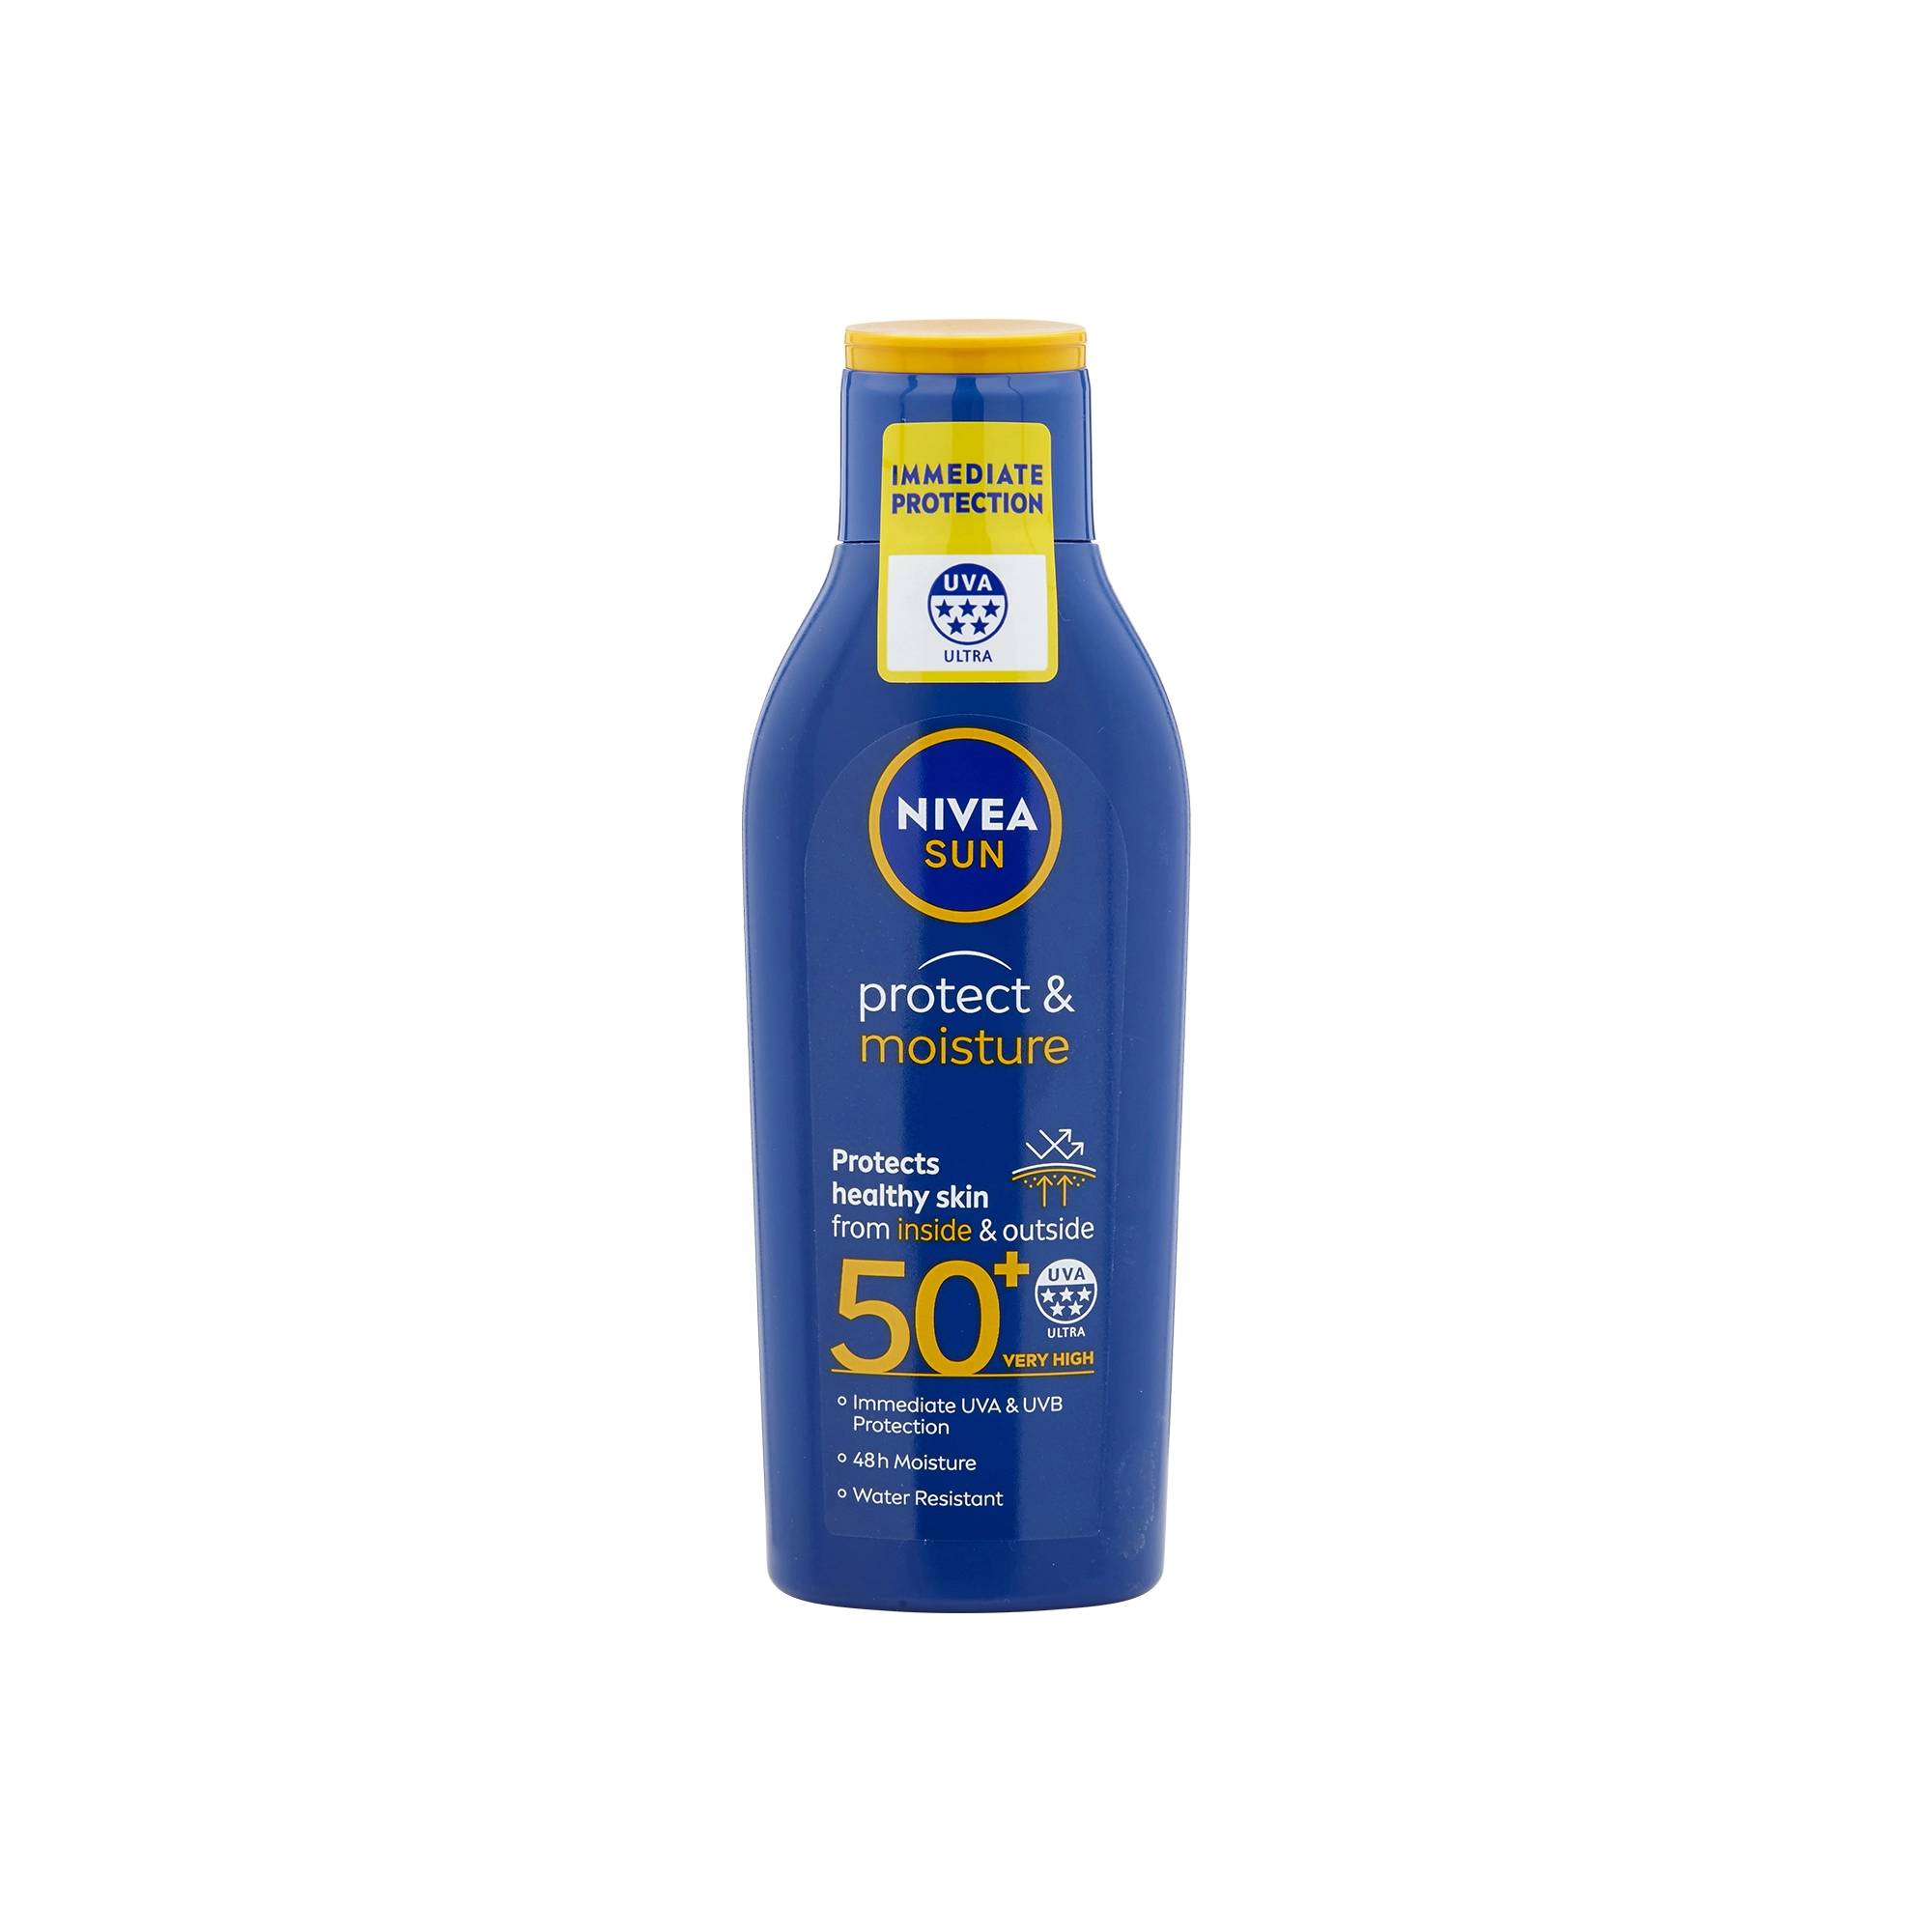 IMMEDIATE
PROTECTION
UVA
ULTRA
NIVEA
SUN
protect &
moisture
Protects
healthy skin
from inside & outside
50+
UVA
ULTRA
VERY HIGH
Immediate UVA & UVB
Protection
48h Moisture
Water Resistant